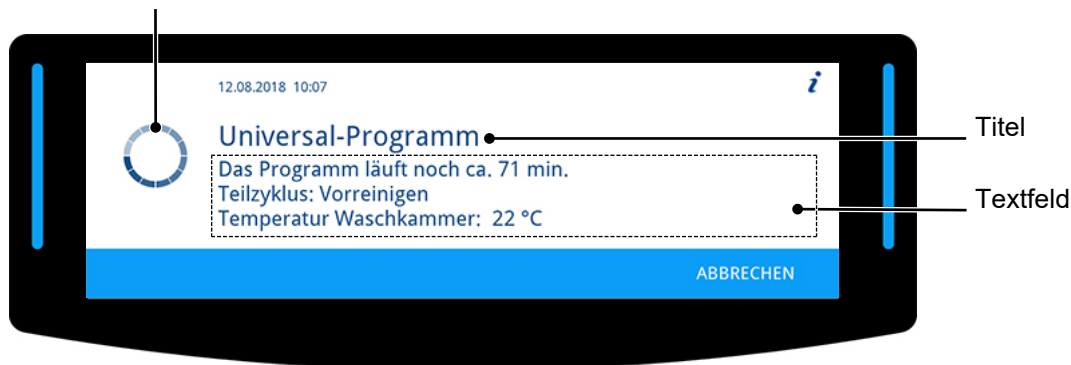 12.08.2018 10:07
i
Universal-Programm
Titel
Das Programm läuft noch ca. 71 min.
Teilzyklus: Vorreinigen
Temperatur Waschkammer: 22 °C
Textfeld
ABBRECHEN